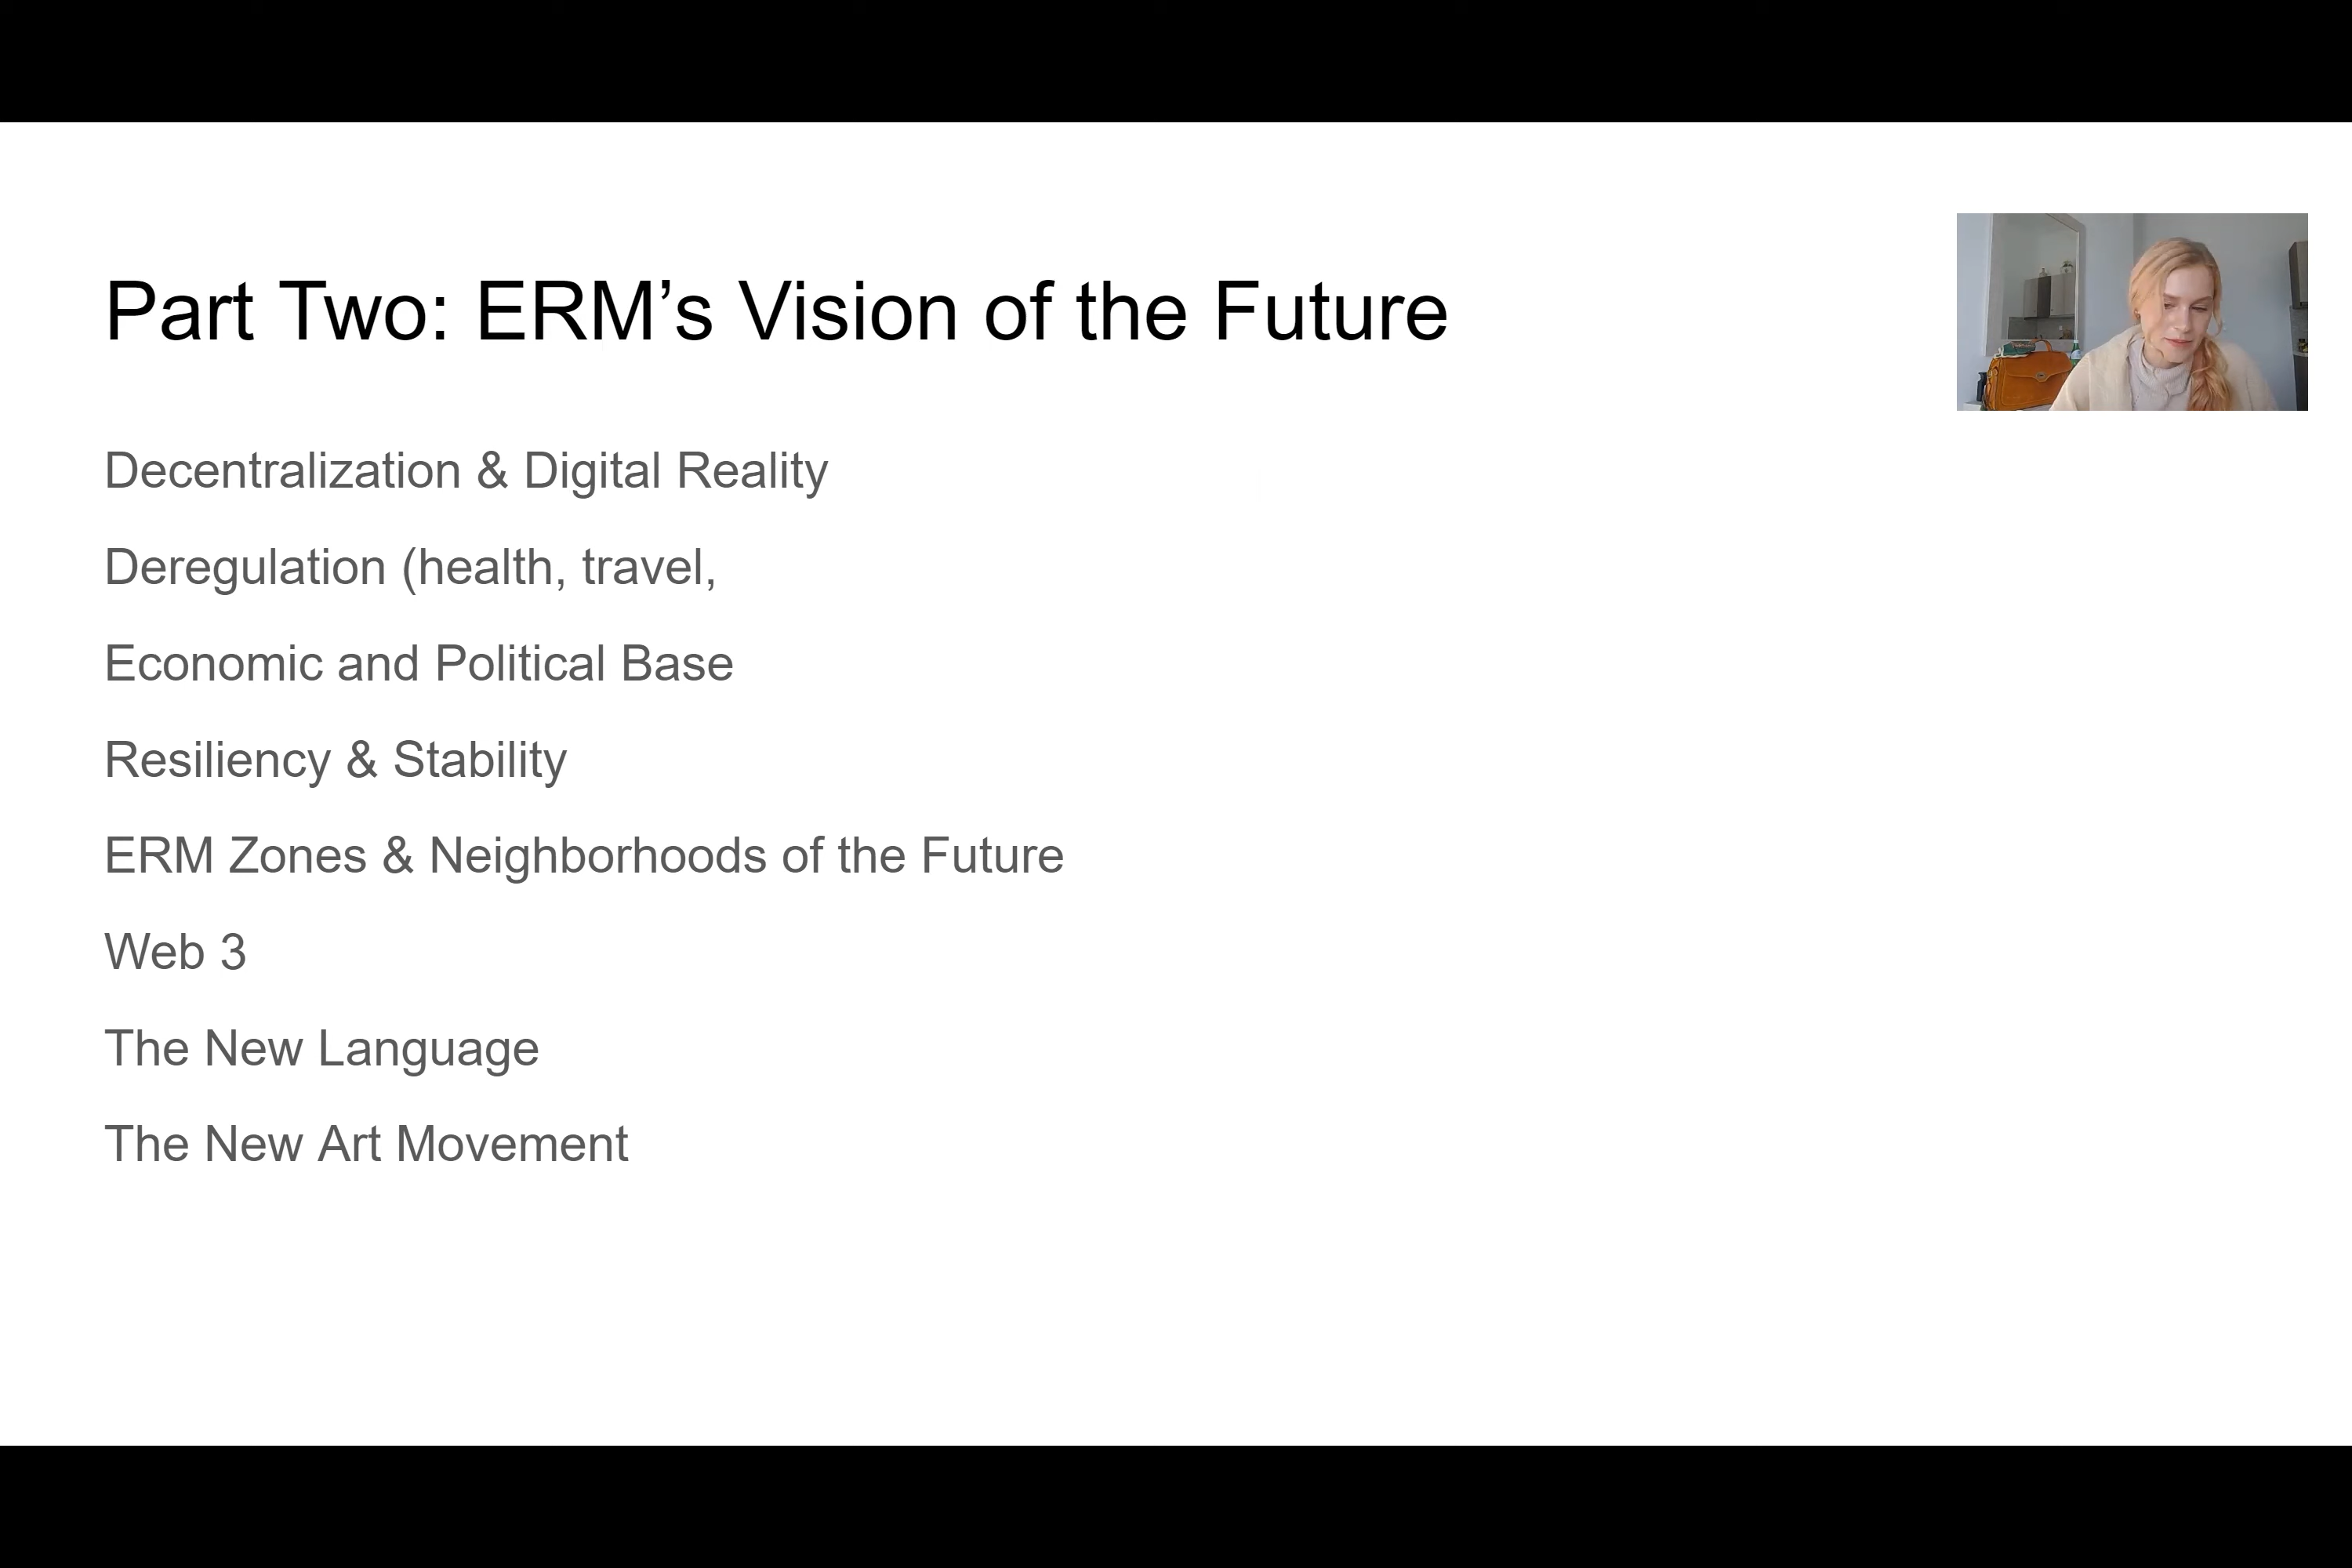 Part Two: ERM’s Vision of the Future
Decentralization & Digital Reality
Deregulation (health, travel,
Economic and Political Base
Resiliency & Stability
ERM Zones & Neighborhoods of the Future
Web 3
The New Language
The New Art Movement